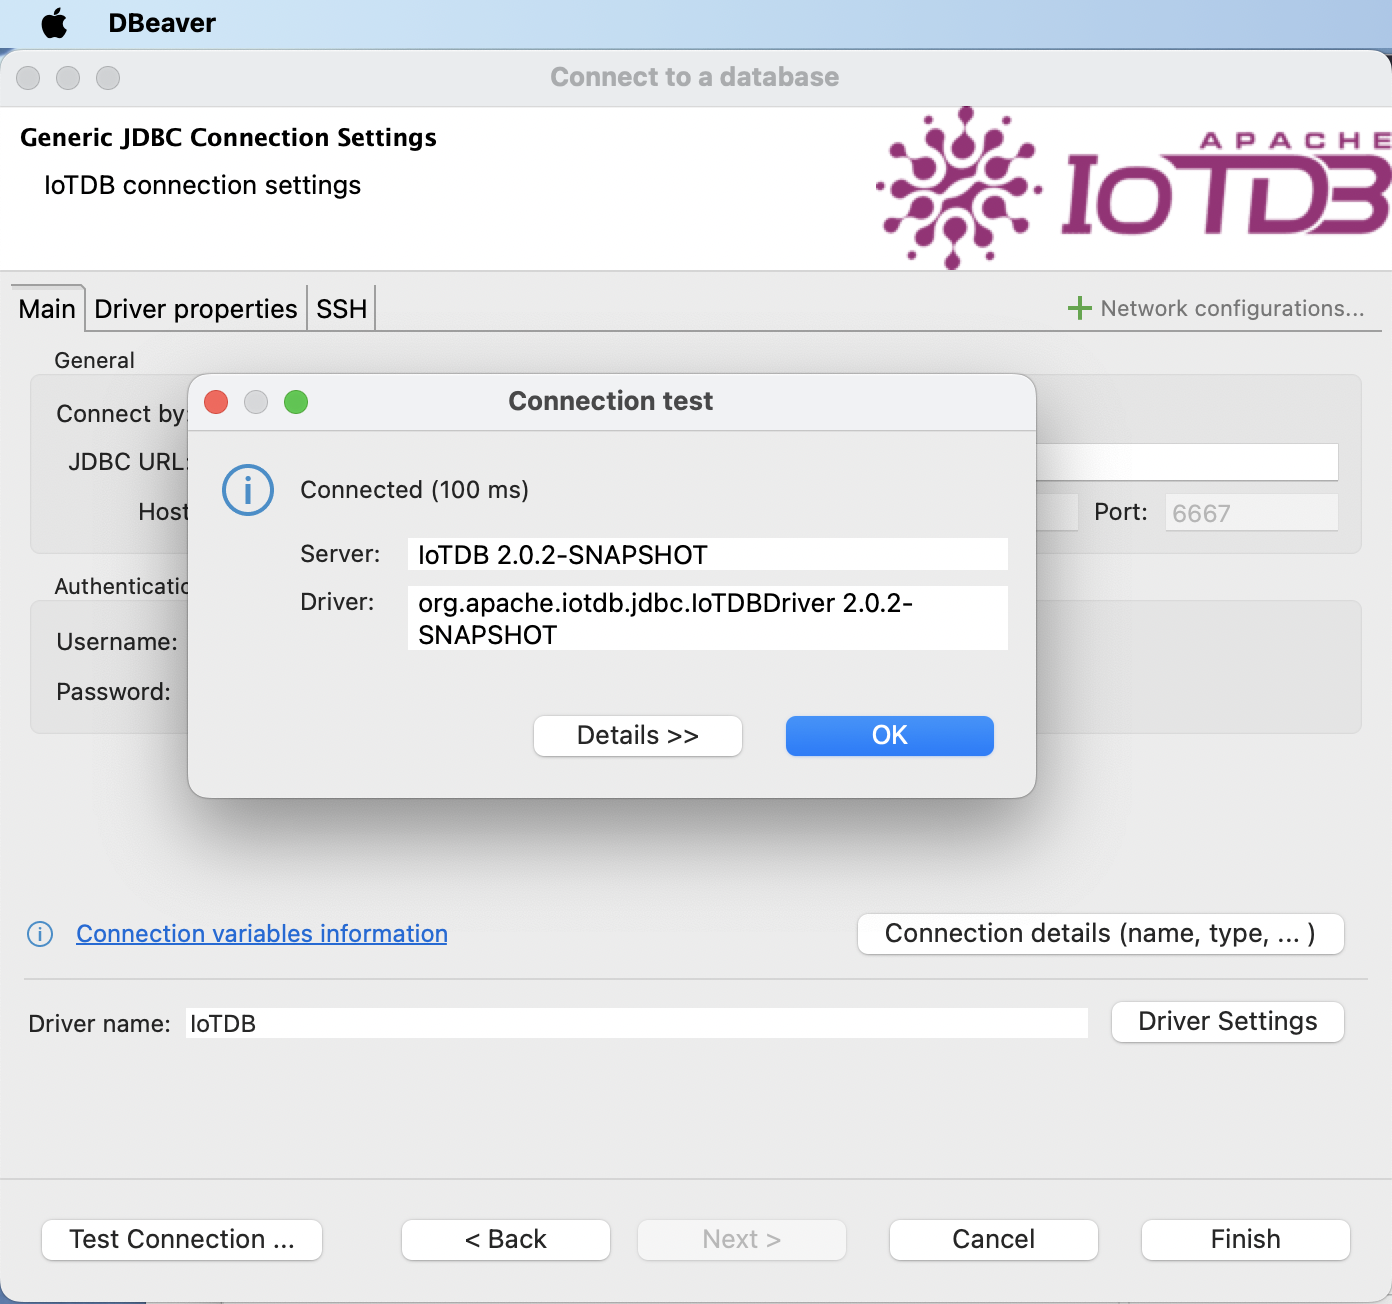 DBeaver
Connect to a database
Generic JDBC Connection Settings
IoTDB connection settings
APACHE
IoTDB
Main
Driver properties
SSH
Network configurations...
General
Connect by:
JDBC URL:
Host
Port:
6667
Authenticatio
Username:
Password:
Connection test
Connected (100 ms)
Server:
IoTDB 2.0.2-SNAPSHOT
Driver:
org.apache.iotdb.jdbc.IoTDBDriver 2.0.2-
SNAPSHOT
Details >>
OK
Connection variables information
Connection details (name, type, ... )
Driver name:
IoTDB
Driver Settings
Test Connection ...
< Back
Next >
Cancel
Finish